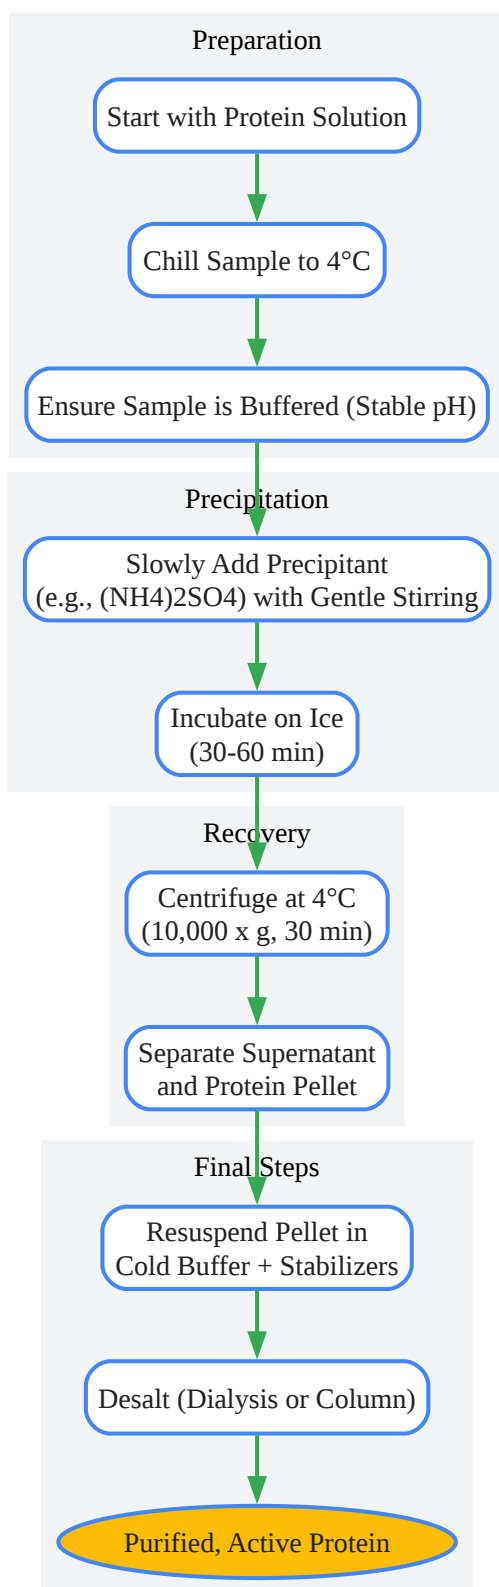 Preparation
Start with Protein Solution
Chill Sample to 4°C
Ensure Sample is Buffered (Stable pH)
Precipitation
Slowly Add Precipitant
(e.g., (NH4)2SO4) with Gentle Stirring
Incubate on Ice
(30-60 min)
Recovery
Centrifuge at 4°C
(10,000 x g, 30 min)
Separate Supernatant
and Protein Pellet
Final Steps
Resuspend Pellet in
Cold Buffer + Stabilizers
Desalt (Dialysis or Column)
Purified, Active Protein